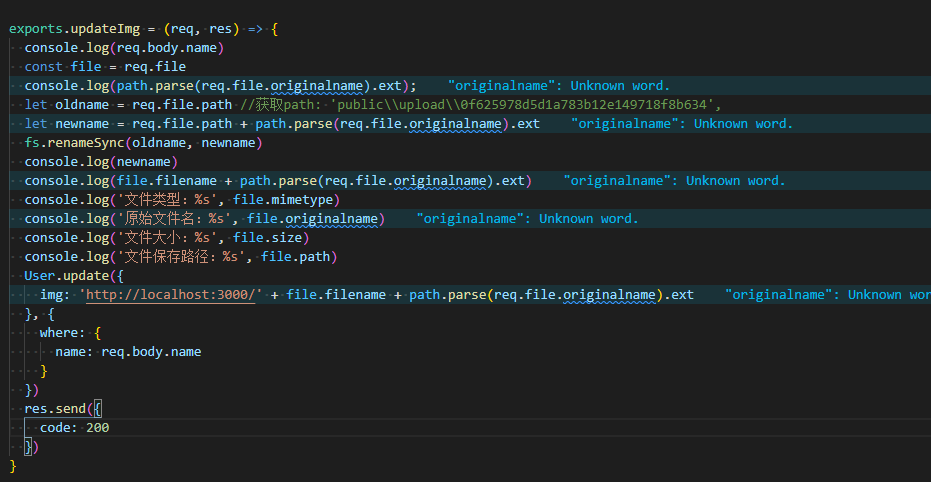 exports.updateImg = (req, res) => {
console.log(req.body.name)
const file = req.file
console.log(path.parse(req.file.originalname).ext); "originalname": Unknown word.
let oldname = req.file.path //获取path: 'public\\upload\\0f625978d5d1a783b12e149718f8b634',
let newname = req.file.path + path.parse(req.file.originalname).ext "originalname": Unknown word.
fs.renameSync(oldname, newname)
console.log(newname)
console.log(file.filename + path.parse(req.file.originalname).ext) "originalname": Unknown word.
console.log('文件类型：%s', file.mimetype)
console.log('原始文件名：%s', file.originalname) "originalname": Unknown word.
console.log('文件大小：%s', file.size)
console.log('文件保存路径：%s', file.path)
User.update({
img: 'http://localhost:3000/' + file.filename + path.parse(req.file.originalname).ext "originalname": Unknown wor
}, {
where: {
name: req.body.name
}
})
res.send({
code: 200
})
}